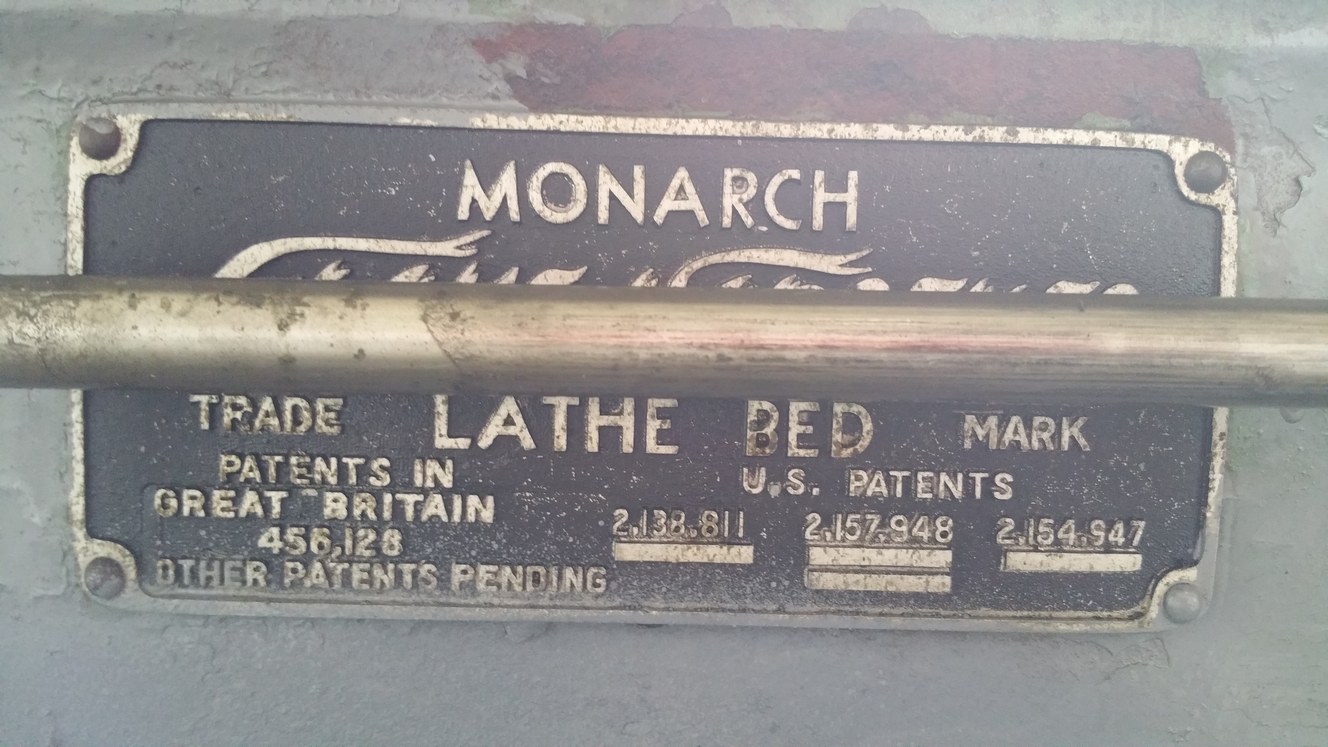 MONARCH
TRADE LATHE BED MARK
PATENTS IN
GREAT BRITAIN
456,128
OTHER PATENTS PENDING
U.S. PATENTS
2,138,811 2,157,948 2,154,947